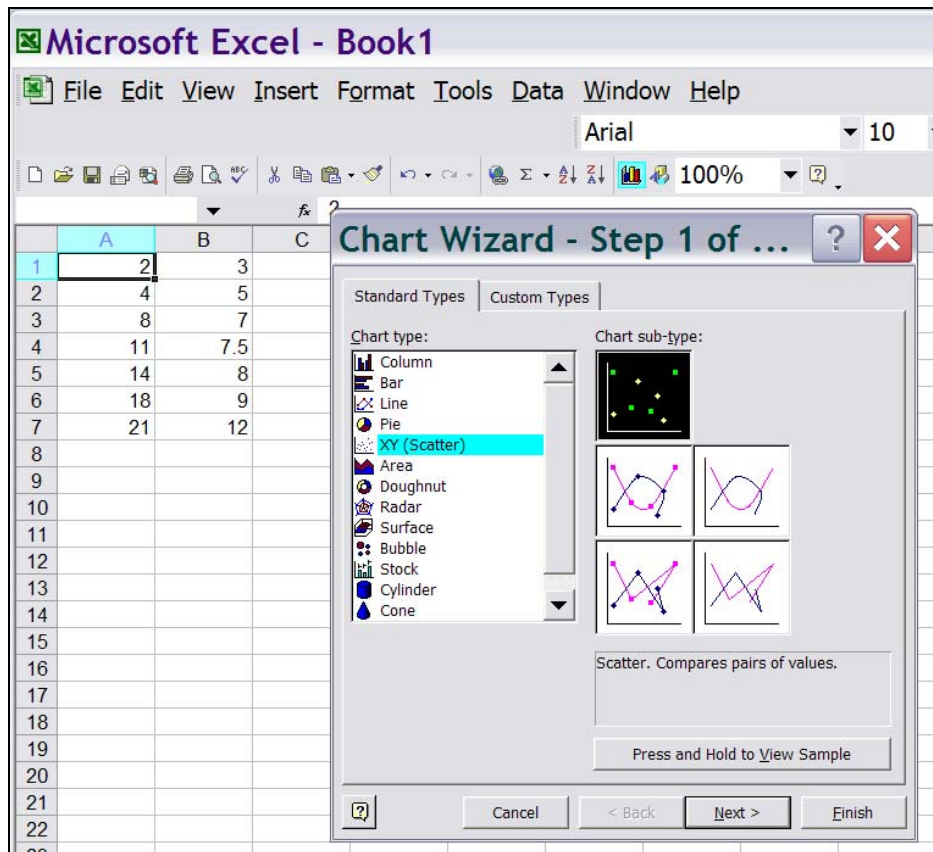 Microsoft Excel - Book1
File Edit View Insert Format Tools Data Window Help
Arial 10
ABC Σ A Z Z A 100% ?
fx 2
Chart Wizard - Step 1 of ... ?
A B C
1 2 3
2 4 5
3 8 7
4 11 7.5
5 14 8
6 18 9
7 21 12
8
9
10
11
12
13
14
15
16
17
18
19
20
21
22
Standard Types Custom Types
Chart type:
Column
Bar
Line
Pie
XY (Scatter)
Area
Doughnut
Radar
Surface
Bubble
Stock
Cylinder
Cone
Chart sub-type:
Scatter. Compares pairs of values.
Press and Hold to View Sample
? Cancel < Back Next > Finish